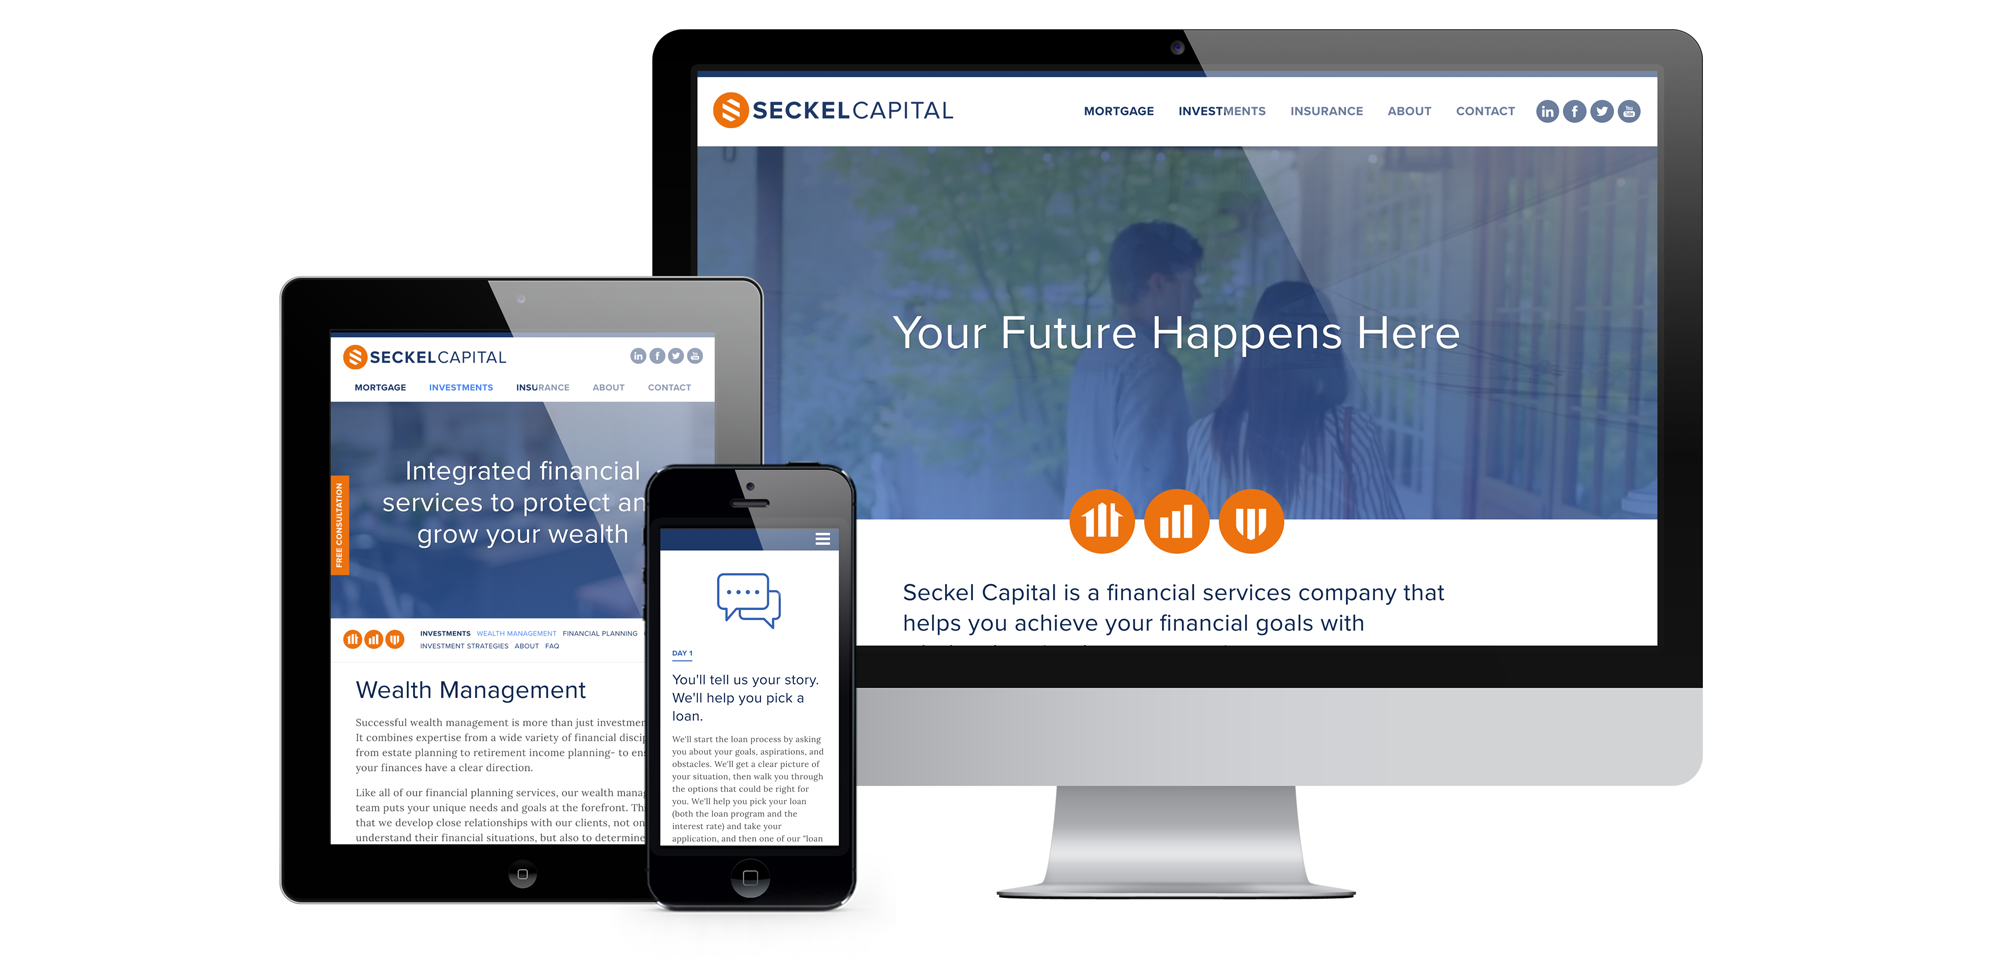 SECKELCAPITAL
MORTGAGE INVESTMENTS INSURANCE ABOUT CONTACT
in f You Tube
Your Future Happens Here
Seckel Capital is a financial services company that
helps you achieve your financial goals with
SECKELCAPITAL
in f You Tube
MORTGAGE INVESTMENTS INSURANCE ABOUT CONTACT
Integrated financial
services to protect an
grow your wealth
FREE CONSULTATION
INVESTMENTS WEALTH MANAGEMENT FINANCIAL PLANNING
INVESTMENT STRATEGIES ABOUT FAQ
Wealth Management
Successful wealth management is more than just investmen
It combines expertise from a wide variety of financial discip
from estate planning to retirement income planning- to ens
your finances have a clear direction.
Like all of our financial planning services, our wealth manag
team puts your unique needs and goals at the forefront. Th
that we develop close relationships with our clients, not on
understand their financial situations, but also to determine
DAY 1
You'll tell us your story.
We'll help you pick a
loan.
We'll start the loan process by asking
you about your goals, aspirations, and
obstacles. We'll get a clear picture of
your situation, then walk you through
the options that could be right for
you. We'll help you pick your loan
(both the loan program and the
interest rate) and take your
application, and then one of our "loan